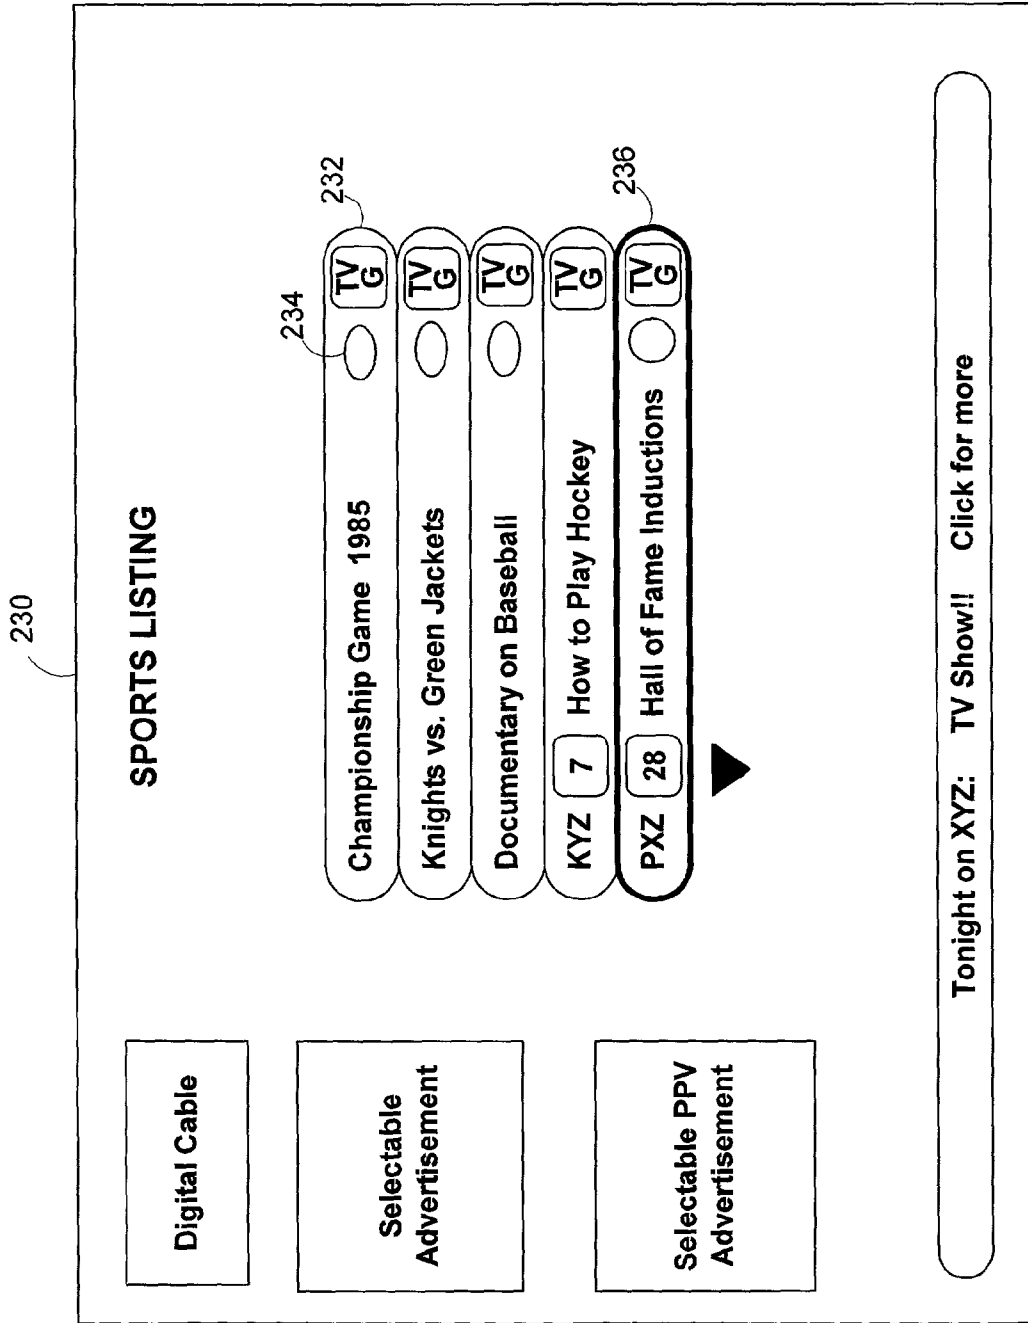 230
SPORTS LISTING
Digital Cable
Selectable
Advertisement
Selectable PPV
Advertisement
234
232
Championship Game 1985 TV G
Knights vs. Green Jackets TV G
Documentary on Baseball TV G
KYZ 7 How to Play Hockey TV G
PXZ 28 Hall of Fame Inductions TV G
236
Tonight on XYZ: TV Show!! Click for more